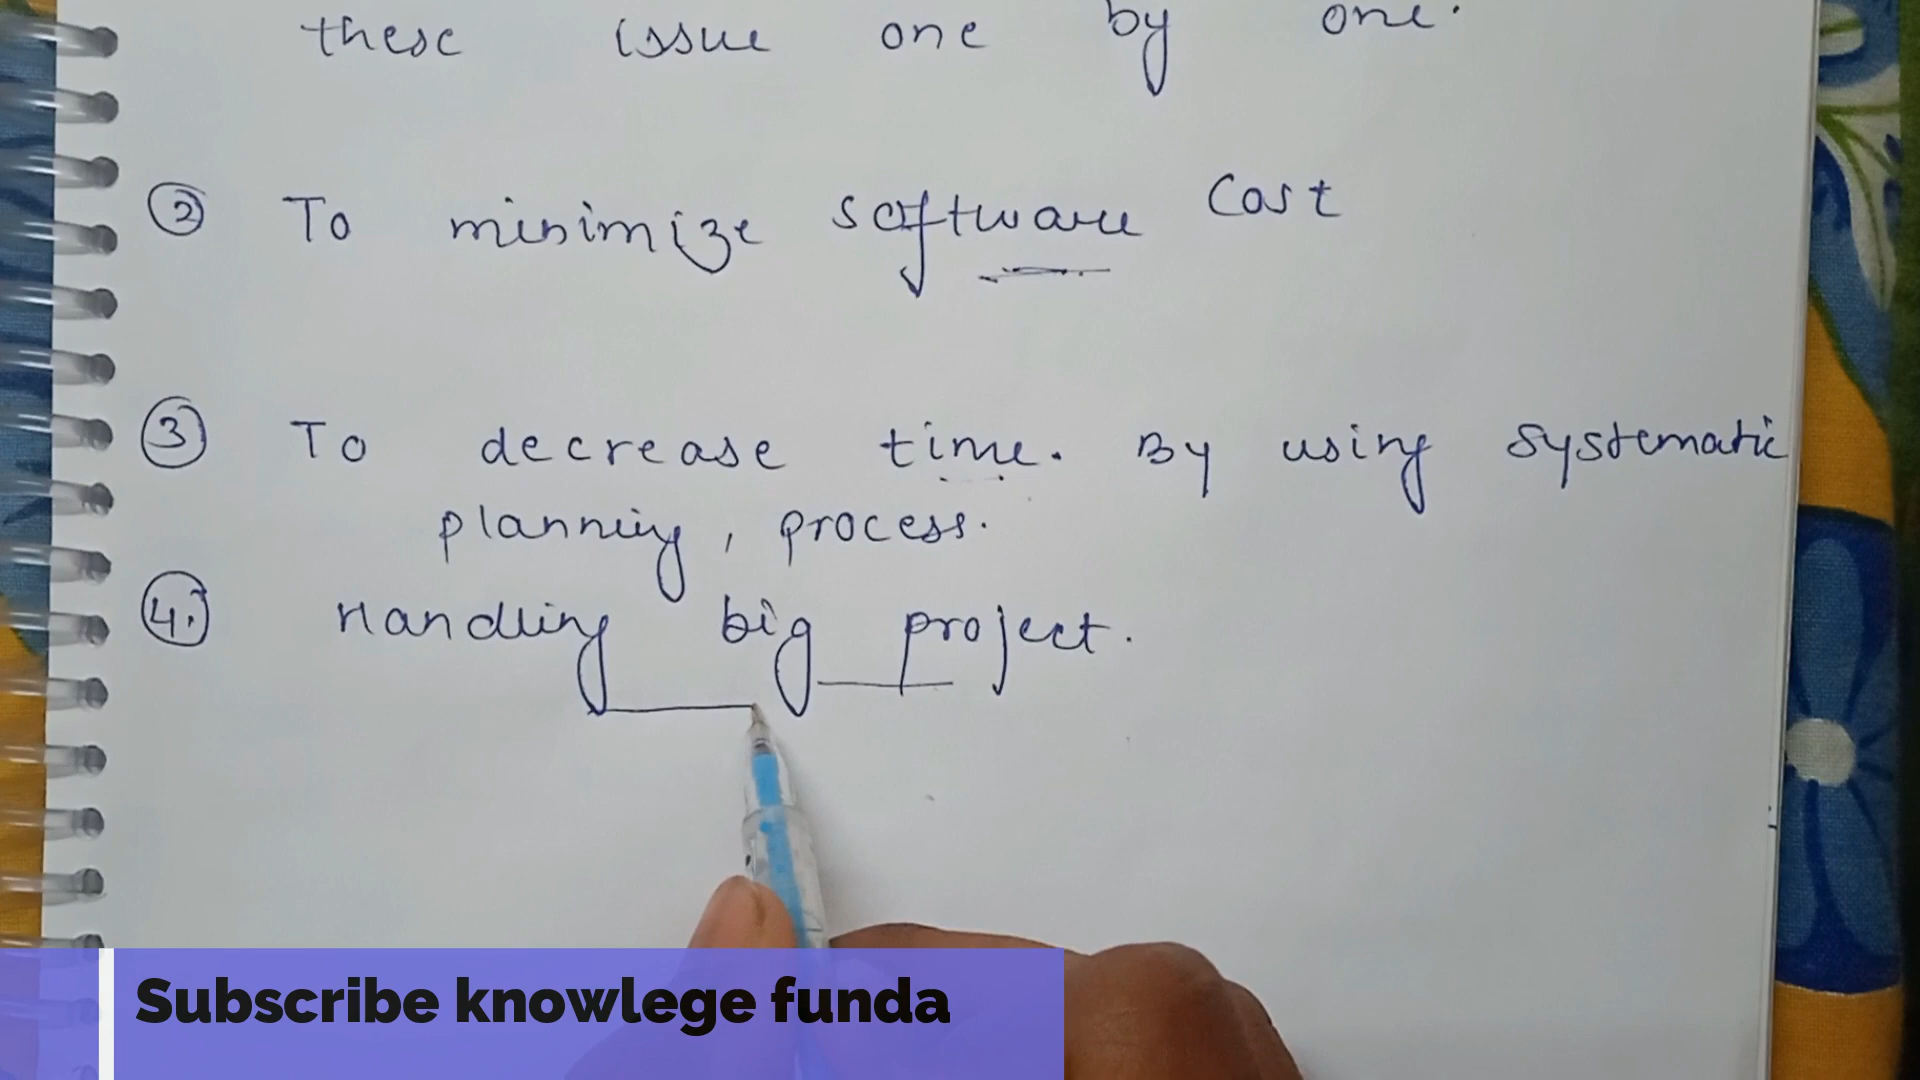 these issue one by one.
② To minimize software Cost
③ To decrease time. By using systematic
planning, process.
④. Handling big project.
Subscribe knowlege funda